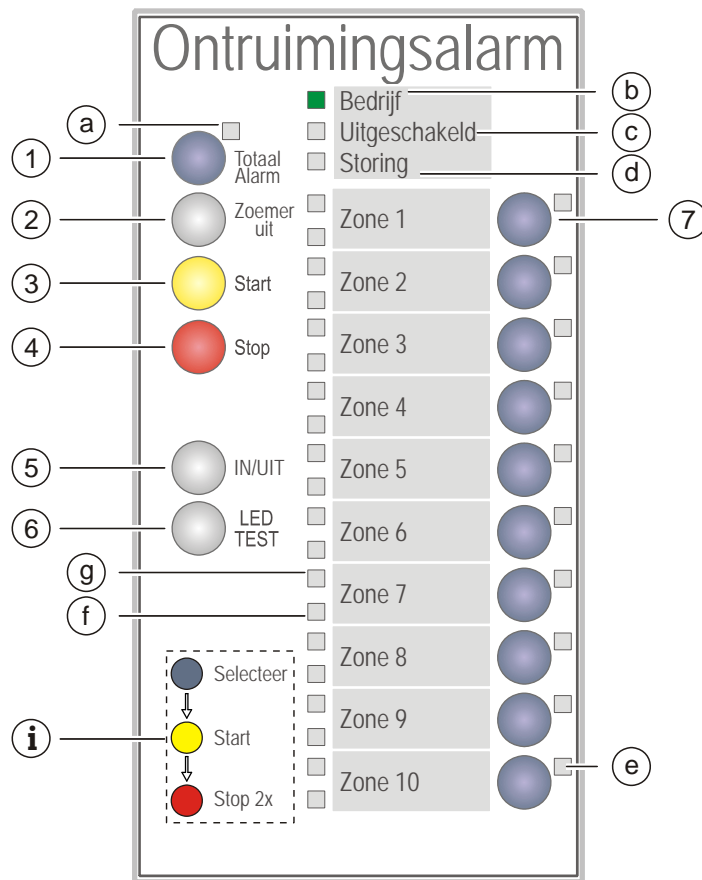 Ontruimingsalarm
Bedrijf
b
a
Uitgeschakeld
c
1
Totaal
Alarm
Storing
d
2
Zoemer
uit
Zone 1
7
3
Start
Zone 2
4
Stop
Zone 3
Zone 4
5
IN/UIT
Zone 5
6
LED
TEST
Zone 6
g
Zone 7
f
Selecteer
Zone 8
i
Start
Zone 9
Stop 2x
Zone 10
e